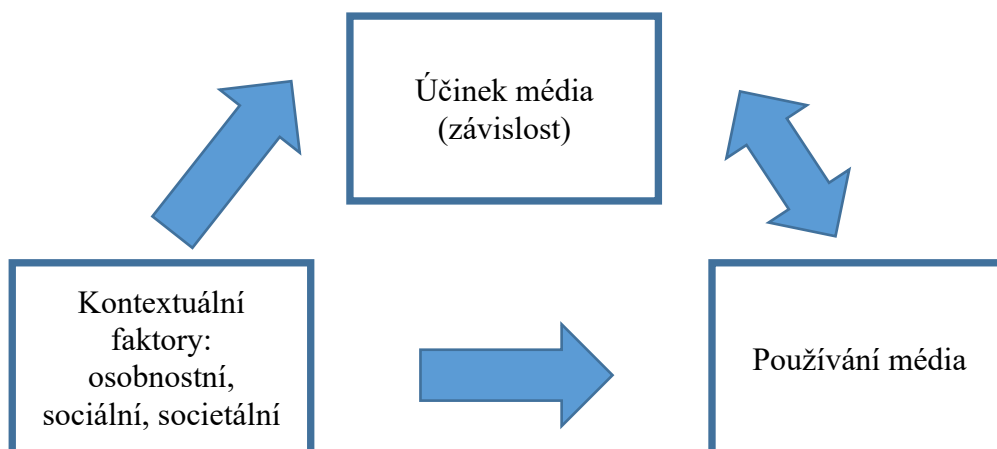 Účinek média
(závislost)
Kontextuální
faktory:
osobnostní,
sociální, societální
Používání média